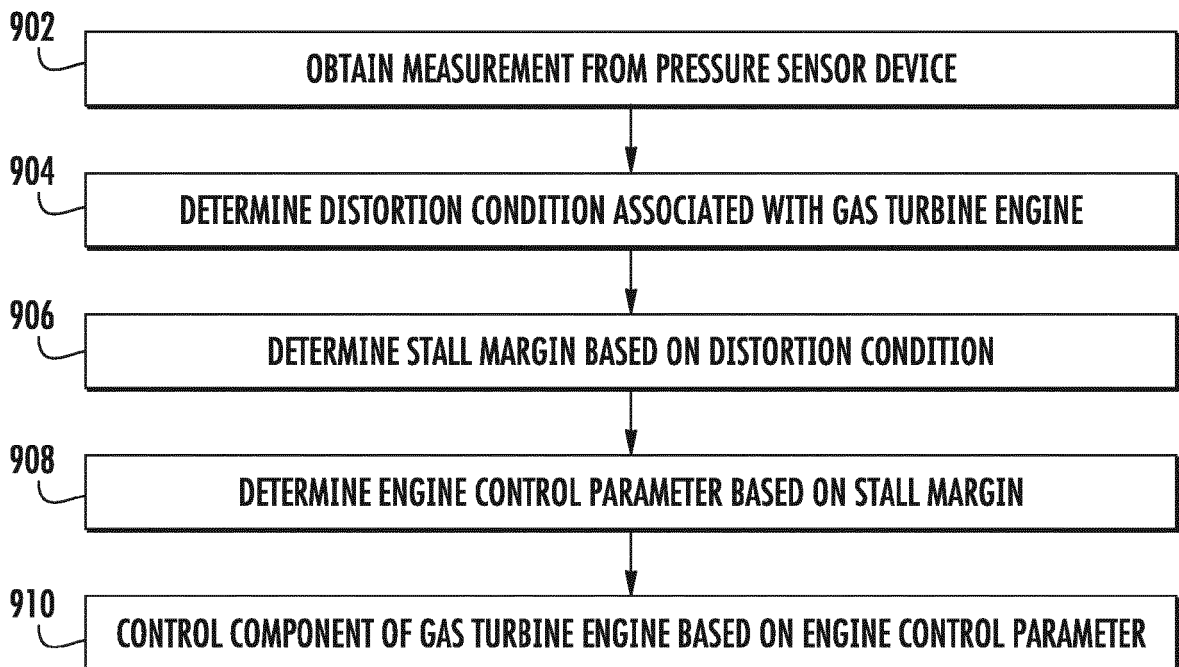 902
OBTAIN MEASUREMENT FROM PRESSURE SENSOR DEVICE
904
DETERMINE DISTORTION CONDITION ASSOCIATED WITH GAS TURBINE ENGINE
906
DETERMINE STALL MARGIN BASED ON DISTORTION CONDITION
908
DETERMINE ENGINE CONTROL PARAMETER BASED ON STALL MARGIN
910
CONTROL COMPONENT OF GAS TURBINE ENGINE BASED ON ENGINE CONTROL PARAMETER